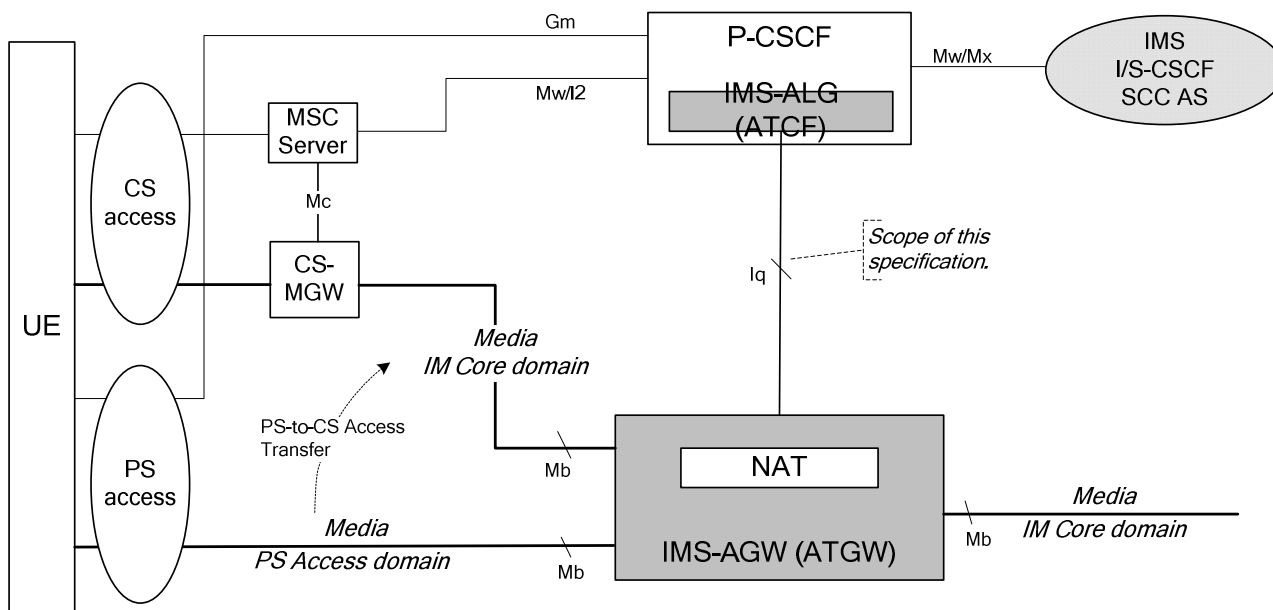 Gm
P-CSCF
IMS-ALG
(ATCF)
Mw/Mx
IMS
I/S-CSCF
SCC AS
Mw/I2
MSC
Server
CS
access
Mc
CS-
MGW
Scope of this
specification.
Iq
UE
Media
IM Core domain
PS-to-CS Access
Transfer
PS
access
Mb
NAT
Media
PS Access domain
Mb
IMS-AGW (ATGW)
Media
IM Core domain
Mb